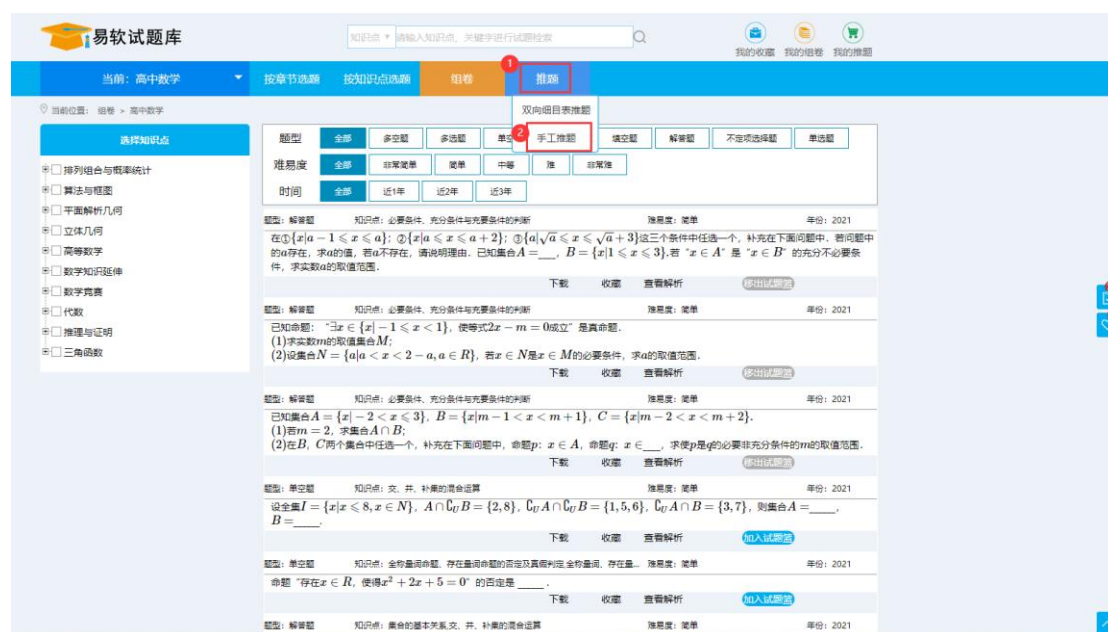 易软试题库
知识点 ▼ 请输入知识点，关键字进行试题检索
我的收藏 我的组卷 我的推题
当前：高中数学 按章节选题 按知识点选题 组卷 推题
1
当前位置： 组卷 > 高中数学
双向细目表推题
2 手工推题
选择知识点
排列组合与概率统计
算法与框图
平面解析几何
立体几何
高等数学
数学知识延伸
数学竞赛
代数
推理与证明
三角函数
题型 全部 多空题 多选题 单空 填空题 解答题 不定项选择题 单选题
难易度 全部 非常简单 简单 中等 难 非常难
时间 全部 近1年 近2年 近3年
题型：解答题 知识点：必要条件、充分条件与充要条件的判断 难易度：简单 年份：2021
在①{x|a − 1 ⩽ x ⩽ a}；②{x|a ⩽ x ⩽ a + 2}；③{a|√a ⩽ x ⩽ √a + 3}这三个条件中任选一个，补充在下面问题中，若问题中
的a存在，求a的值，若a不存在，请说明理由．已知集合A = ___，B = {x|1 ⩽ x ⩽ 3}.若“x ∈ A”是“x ∈ B”的充分不必要条
件，求实数a的取值范围．
下载 收藏 查看解析 移出试题篮
题型：解答题 知识点：必要条件、充分条件与充要条件的判断 难易度：简单 年份：2021
已知命题：“∃x ∈ {x| − 1 ⩽ x < 1}，使等式2x − m = 0成立”是真命题．
(1)求实数m的取值集合M；
(2)设集合N = {a|a < x < 2 − a, a ∈ R}，若x ∈ N是x ∈ M的必要条件，求a的取值范围．
下载 收藏 查看解析 移出试题篮
题型：解答题 知识点：必要条件、充分条件与充要条件的判断 难易度：简单 年份：2021
已知集合A = {x| − 2 < x ⩽ 3}，B = {x|m − 1 < x < m + 1}，C = {x|m − 2 < x < m + 2}．
(1)若m = 2，求集合A ∩ B；
(2)在B，C两个集合中任选一个，补充在下面问题中，命题p：x ∈ A，命题q：x ∈ ___，求使p是q的必要非充分条件的m的取值范围．
下载 收藏 查看解析 移出试题篮
题型：单空题 知识点：交、并、补集的混合运算 难易度：简单 年份：2021
设全集I = {x|x ⩽ 8, x ∈ N}，A ∩ ∁UB = {2, 8}，∁UA ∩ ∁UB = {1, 5, 6}，∁UA ∩ B = {3, 7}，则集合A = _____，
B = _____．
下载 收藏 查看解析 加入试题篮
题型：单空题 知识点：全称量词命题、存在量词命题的否定及真假判定,全称量词、存在量... 难易度：简单 年份：2021
命题“存在x ∈ R，使得x² + 2x + 5 = 0”的否定是 _____ ．
下载 收藏 查看解析 加入试题篮
题型：解答题 知识点：集合的基本关系,交、并、补集的混合运算 难易度：简单 年份：2021